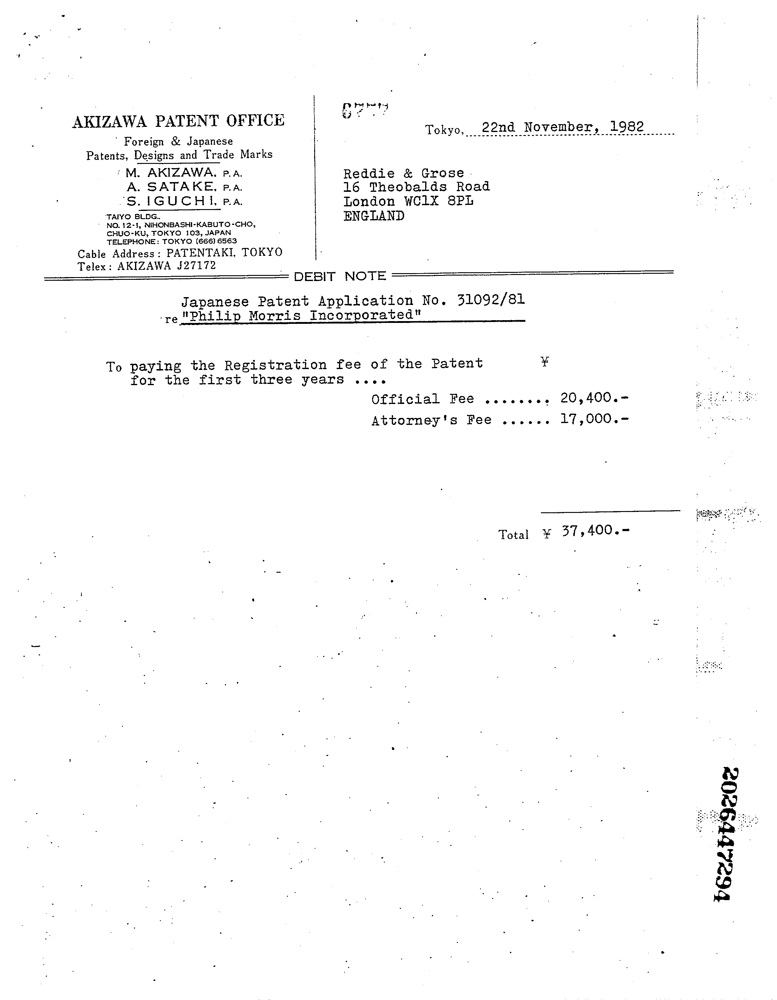 AKIZAWA PATENT OFFICE
Foreign & Japanese
Patents, Designs and Trade Marks
M. AKIZAWA, P.A.
A. SATAKE, P.A.
S. IGUCHI, P.A.
TAIYO BLDG.
NO. 12-1, NIHONBASHI-KABUTO-CHO,
CHUO-KU, TOKYO 103, JAPAN
TELEPHONE: TOKYO (666) 6563
Cable Address: PATENTAKI, TOKYO
Telex: AKIZAWA J27172
Tokyo, 22nd November, 1982
Reddie & Grose
16 Theobalds Road
London WC1X 8PL
ENGLAND
DEBIT NOTE
Japanese Patent Application No. 31092/81
re "Philip Morris Incorporated"
To paying the Registration fee of the Patent ¥
for the first three years ....
Official Fee ........ 20,400.-
Attorney's Fee ...... 17,000.-
Total ¥ 37,400.-
2026447294